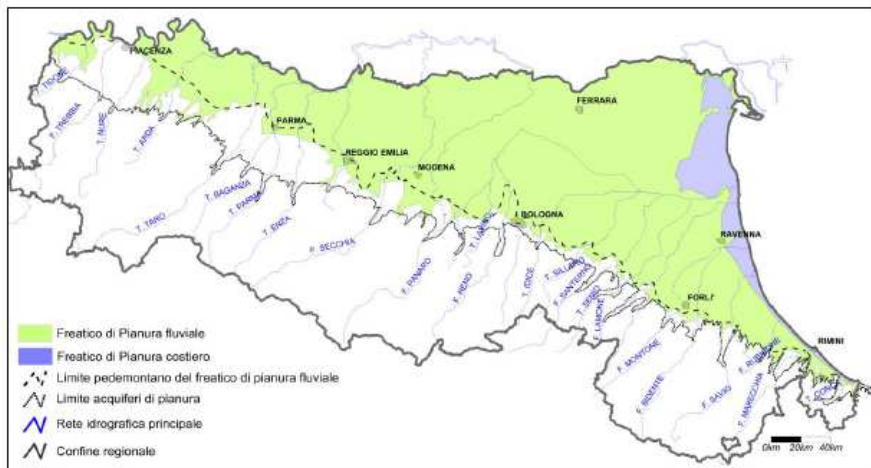 PIACENZA
T. TIDONE
F. TREBBIA
T. NURE
T. ARDA
PARMA
FERRARA
REGGIO EMILIA
MODENA
T. TARO
T. BAGANZA
T. PARMA
T. ENZA
F. SECCHIA
BOLOGNA
F. PANARO
F. RENO
T. IDICE
T. SILLARO
F. SANTERNO
T. SENIO
F. LAMONE
RAVENNA
FORLI'
F. MONTONE
F. BIDENTE
F. SAVIO
F. RUBICONE
F. MARECCHIA
RIMINI
T. CONCA
Freatico di Pianura fluviale
Freatico di Pianura costiero
Limite pedemontano del freatico di pianura fluviale
Limite acquiferi di pianura
Rete idrografica principale
Confine regionale
0km 20km 40km